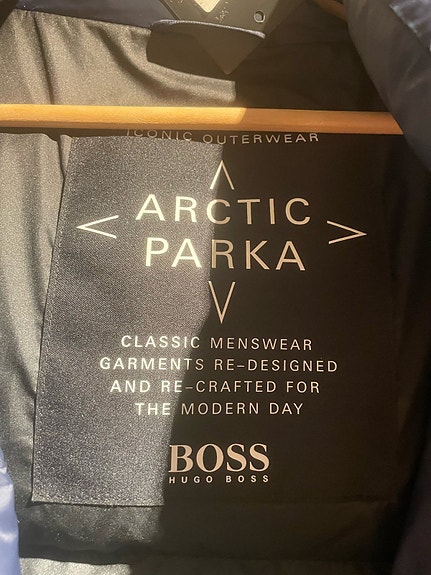 ICONIC OUTERWEAR
ARCTIC
PARKA
CLASSIC MENSWEAR
GARMENTS RE-DESIGNED
AND RE-CRAFTED FOR
THE MODERN DAY
BOSS
HUGO BOSS